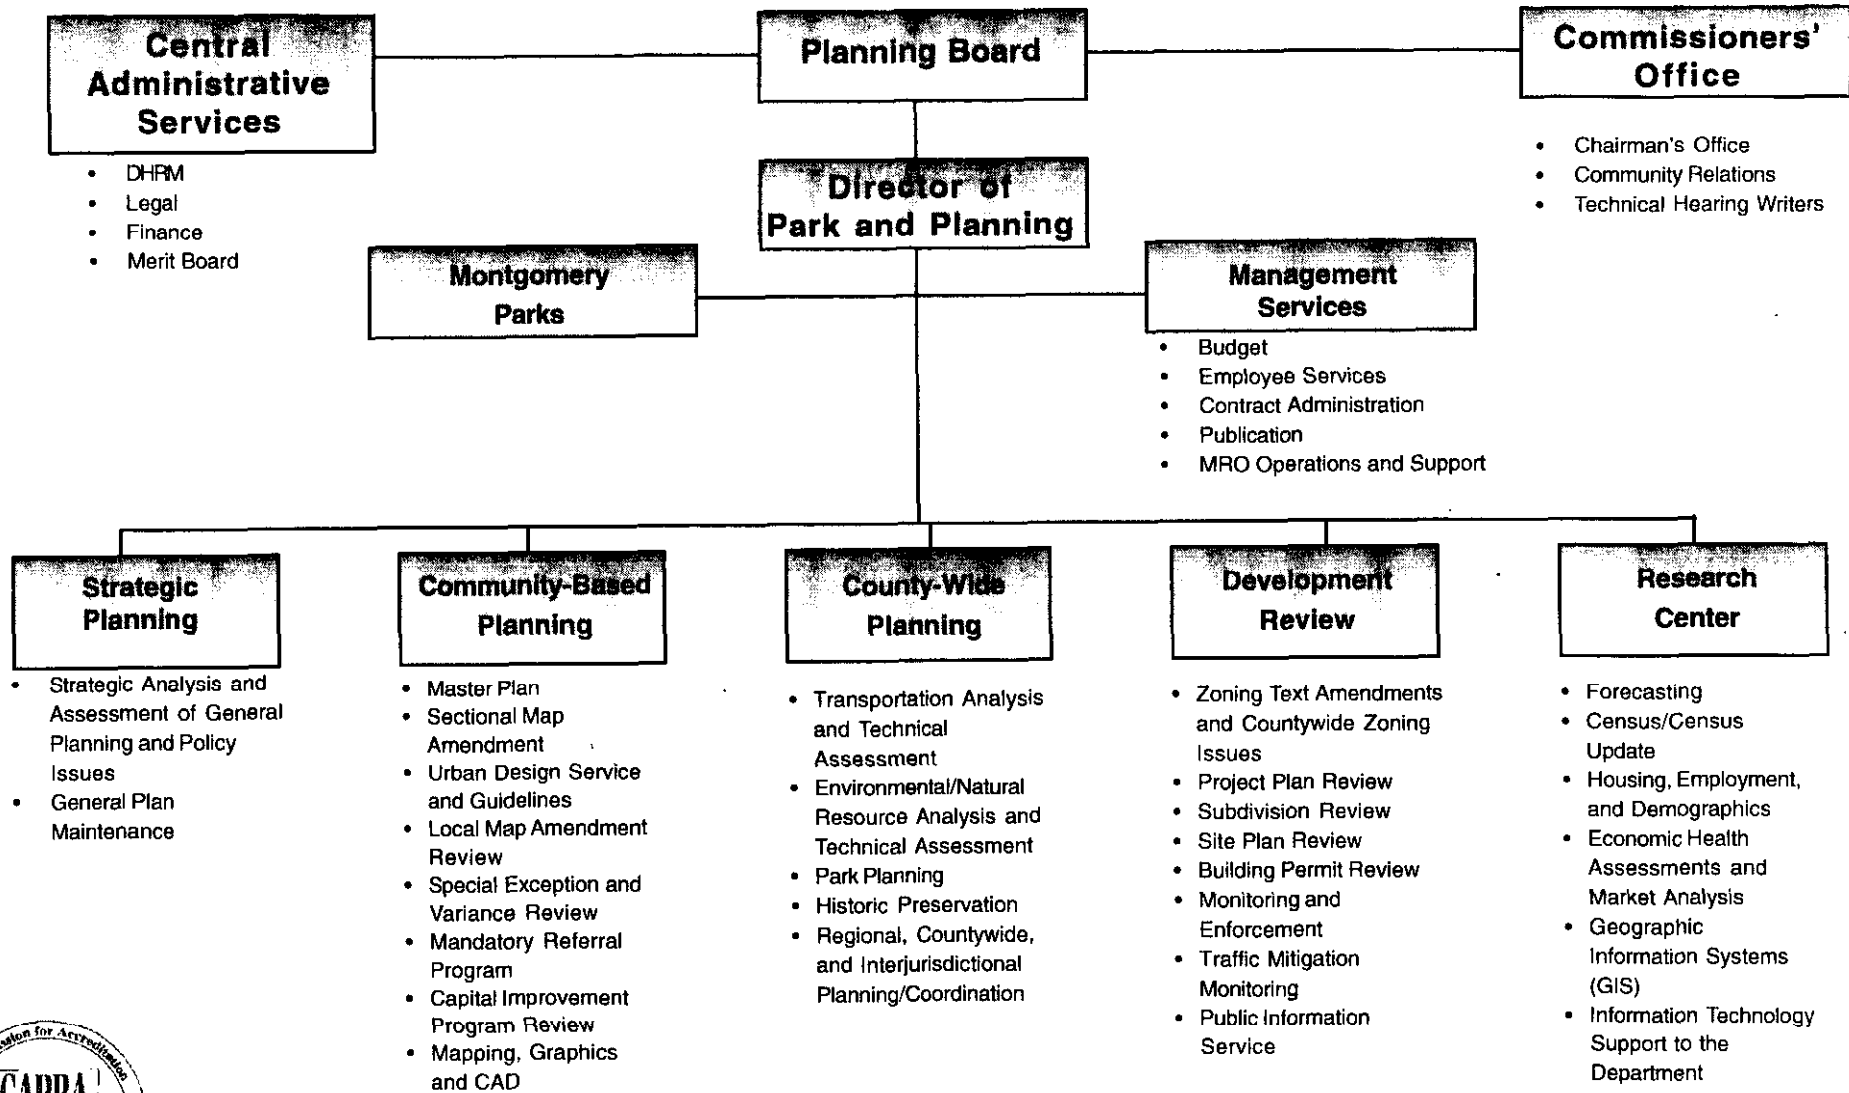 Central
Administrative
Services
• DHRM
• Legal
• Finance
• Merit Board
Planning Board
Commissioners'
Office
• Chairman's Office
• Community Relations
• Technical Hearing Writers
Director of
Park and Planning
Montgomery
Parks
Management
Services
• Budget
• Employee Services
• Contract Administration
• Publication
• MRO Operations and Support
Strategic
Planning
• Strategic Analysis and
Assessment of General
Planning and Policy
Issues
• General Plan
Maintenance
Community-Based
Planning
• Master Plan
• Sectional Map
Amendment
• Urban Design Service
and Guidelines
• Local Map Amendment
Review
• Special Exception and
Variance Review
• Mandatory Referral
Program
• Capital Improvement
Program Review
• Mapping, Graphics
and CAD
County-Wide
Planning
• Transportation Analysis
and Technical
Assessment
• Environmental/Natural
Resource Analysis and
Technical Assessment
• Park Planning
• Historic Preservation
• Regional, Countywide,
and Interjurisdictional
Planning/Coordination
Development
Review
• Zoning Text Amendments
and Countywide Zoning
Issues
• Project Plan Review
• Subdivision Review
• Site Plan Review
• Building Permit Review
• Monitoring and
Enforcement
• Traffic Mitigation
Monitoring
• Public Information
Service
Research
Center
• Forecasting
• Census/Census
Update
• Housing, Employment,
and Demographics
• Economic Health
Assessments and
Market Analysis
• Geographic
Information Systems
(GIS)
• Information Technology
Support to the
Department
for Accreditation